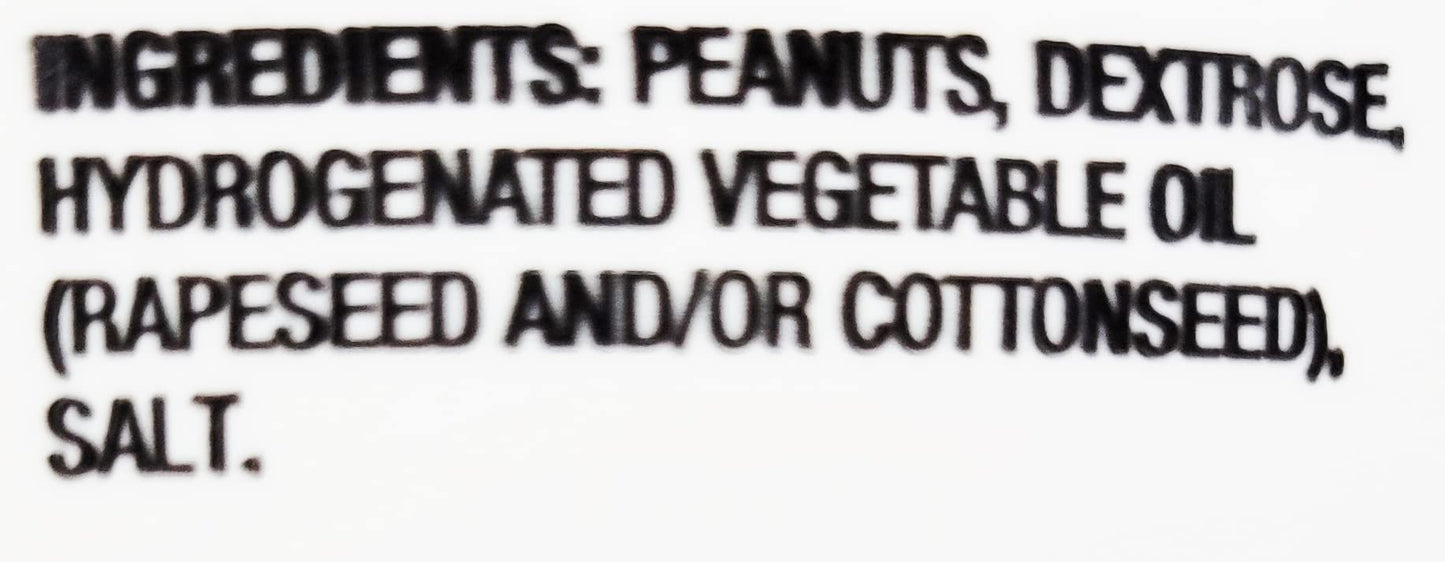 INGREDIENTS: PEANUTS, DEXTROSE,
HYDROGENATED VEGETABLE OIL
(RAPESEED AND/OR COTTONSEED),
SALT.